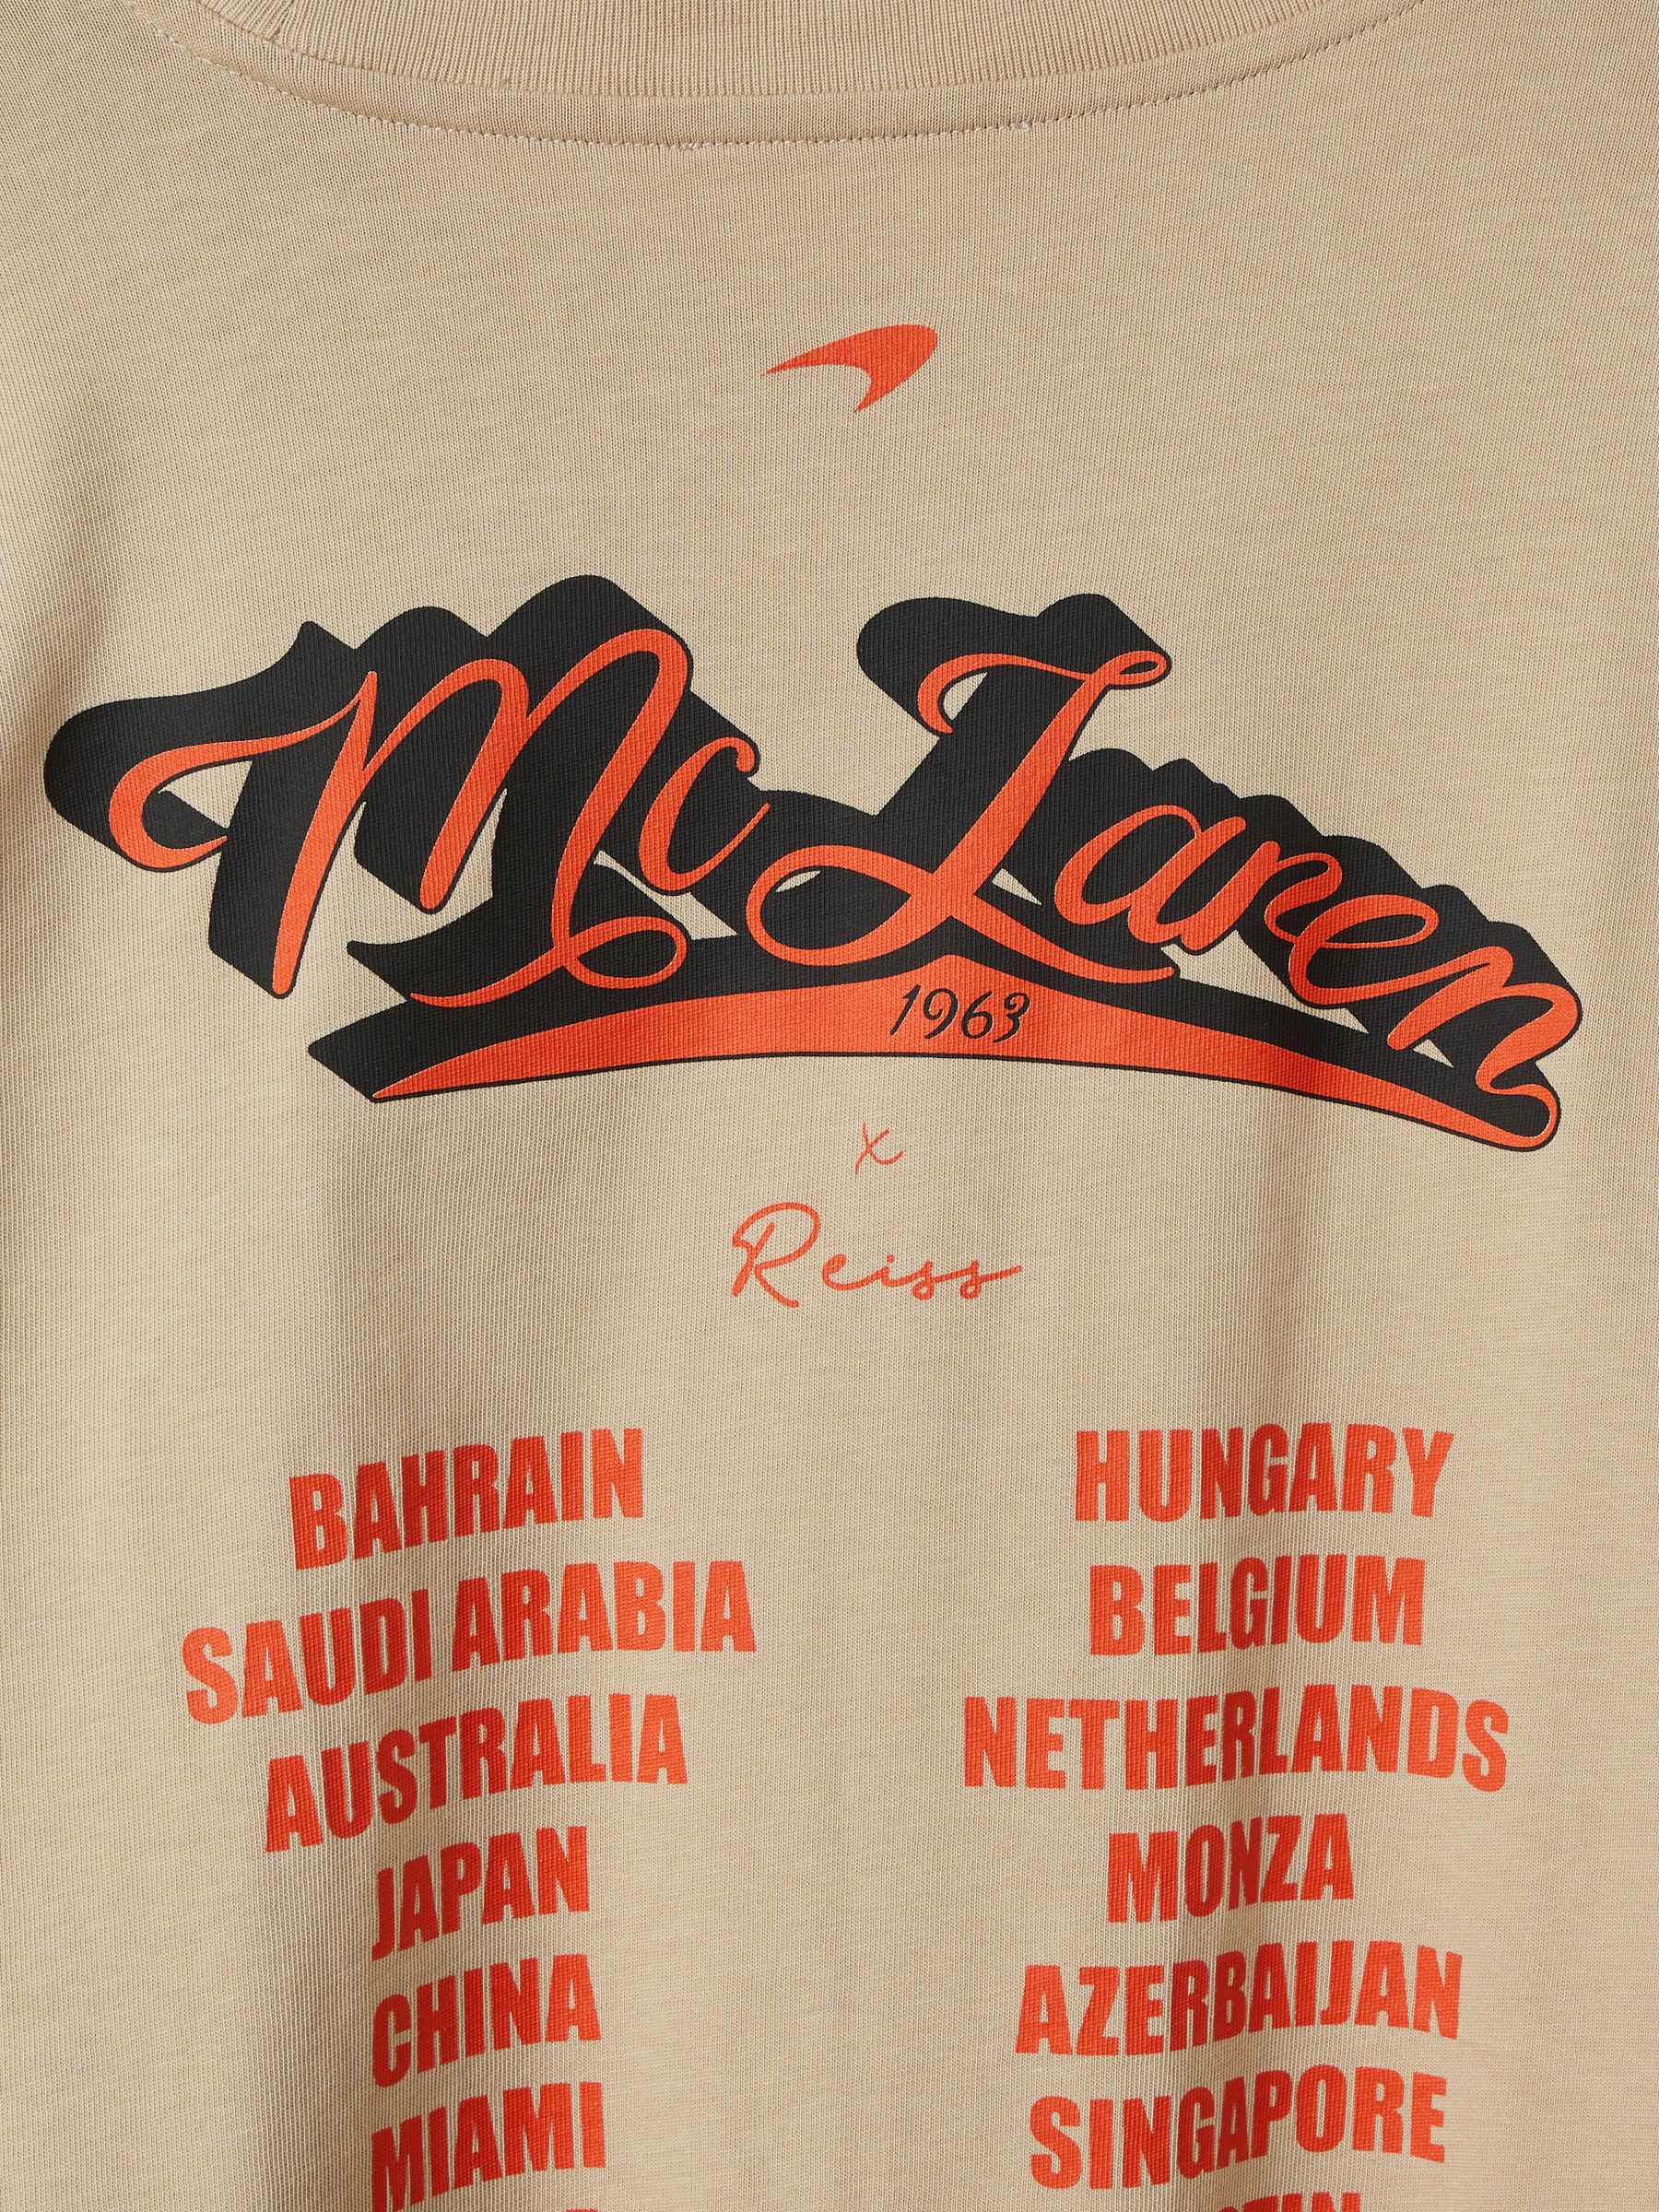 McLaren
1963
x
Reiss
BAHRAIN
SAUDI ARABIA
AUSTRALIA
JAPAN
CHINA
MIAMI
HUNGARY
BELGIUM
NETHERLANDS
MONZA
AZERBAIJAN
SINGAPORE